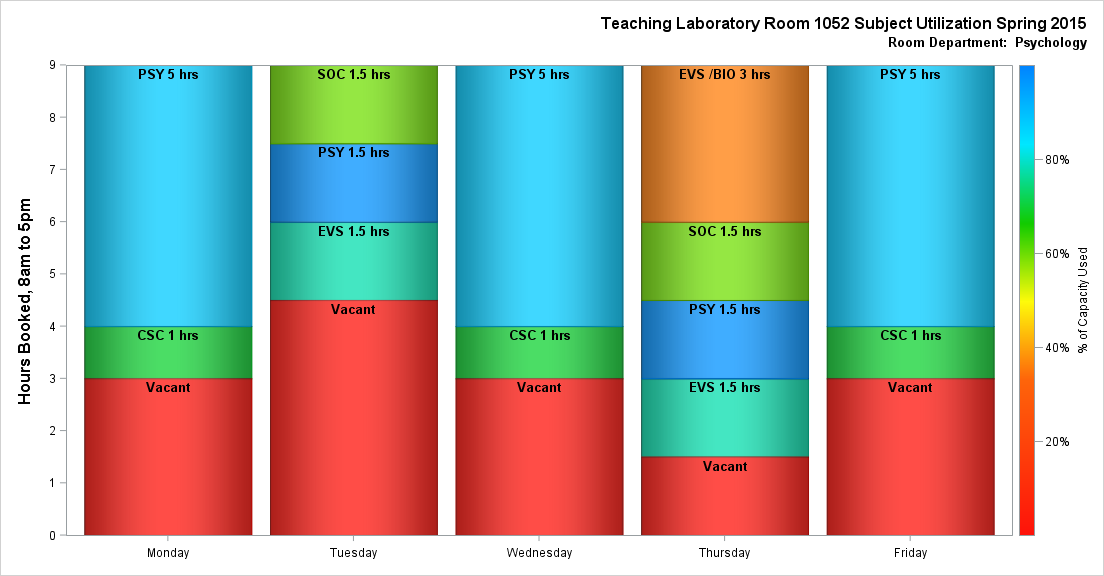 Teaching Laboratory Room 1052 Subject Utilization Spring 2015
Room Department:  Psychology
Hours Booked, 8am to 5pm
9
8
7
6
5
4
3
2
1
0
PSY 5 hrs
CSC 1 hrs
Vacant
Monday
SOC 1.5 hrs
PSY 1.5 hrs
EVS 1.5 hrs
Vacant
Tuesday
PSY 5 hrs
CSC 1 hrs
Vacant
Wednesday
EVS /BIO 3 hrs
SOC 1.5 hrs
PSY 1.5 hrs
EVS 1.5 hrs
Vacant
Thursday
PSY 5 hrs
CSC 1 hrs
Vacant
Friday
80%
60%
40%
20%
% of Capacity Used